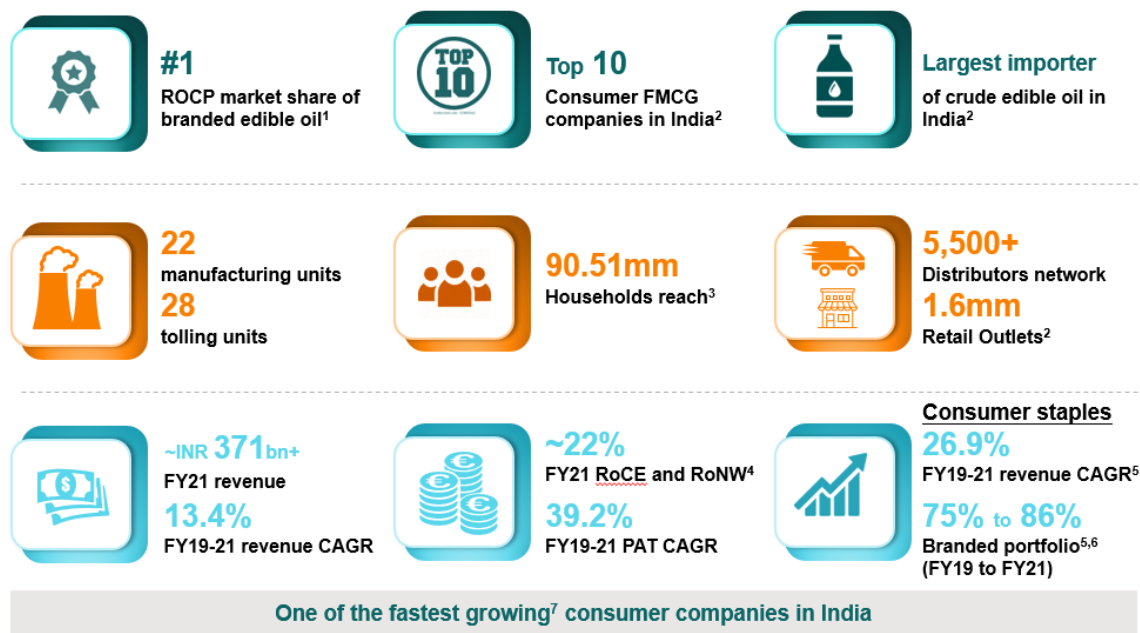 #1
ROCP market share of
branded edible oil1
TOP
10
Top 10
Consumer FMCG
companies in India2
Largest importer
of crude edible oil in
India2
22
manufacturing units
28
tolling units
90.51mm
Households reach3
5,500+
Distributors network
1.6mm
Retail Outlets2
~INR 371bn+
FY21 revenue
13.4%
FY19-21 revenue CAGR
~22%
FY21 RoCE and RoNW4
39.2%
FY19-21 PAT CAGR
Consumer staples
26.9%
FY19-21 revenue CAGR5
75% to 86%
Branded portfolio5,6
(FY19 to FY21)
One of the fastest growing7 consumer companies in India